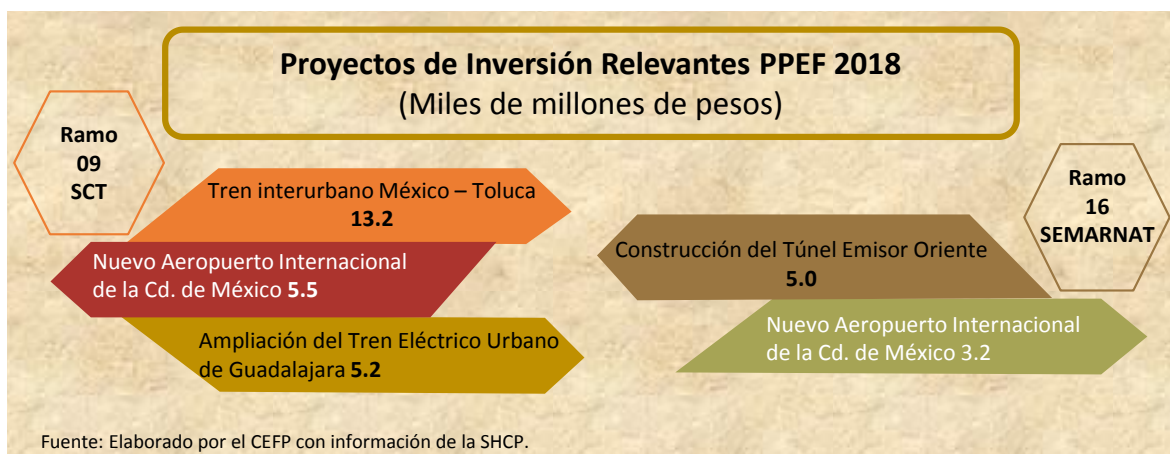 Proyectos de Inversión Relevantes PPEF 2018
(Miles de millones de pesos)
Ramo
09
SCT
Tren interurbano México – Toluca
13.2
Nuevo Aeropuerto Internacional
de la Cd. de México 5.5
Ampliación del Tren Eléctrico Urbano
de Guadalajara 5.2
Ramo
16
SEMARNAT
Construcción del Túnel Emisor Oriente
5.0
Nuevo Aeropuerto Internacional
de la Cd. de México 3.2
Fuente: Elaborado por el CEFP con información de la SHCP.